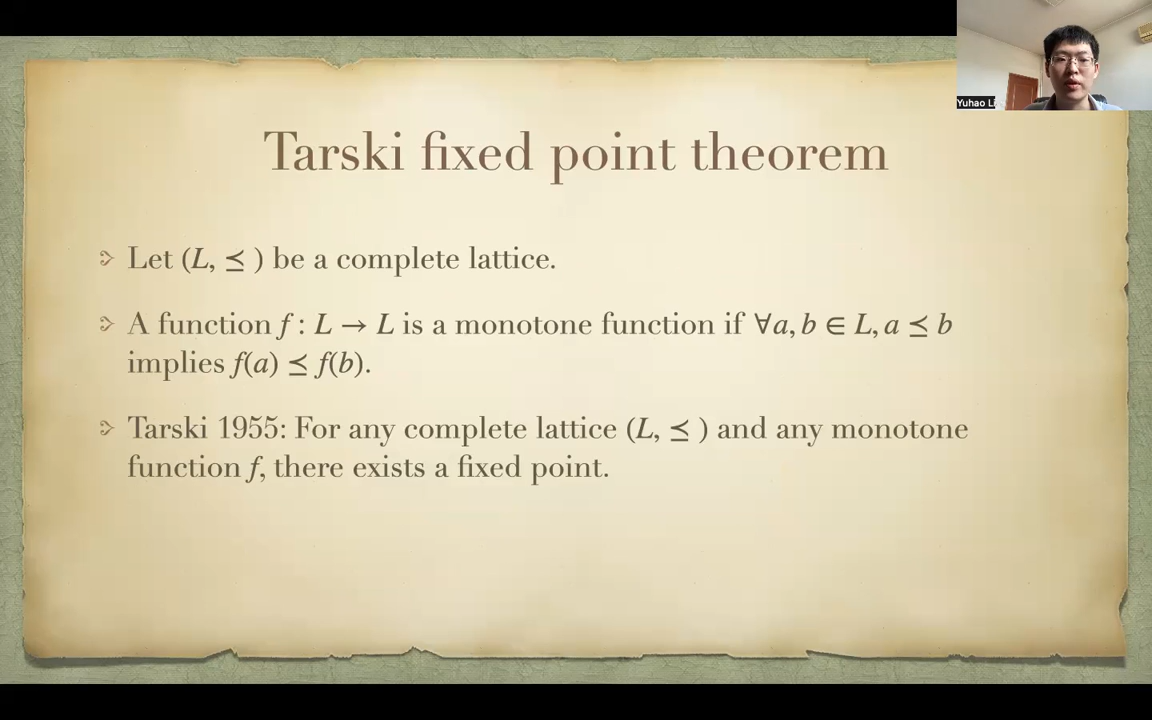 Yuhao Li
Tarski fixed point theorem
Let (L, ⪯ ) be a complete lattice.
A function f : L → L is a monotone function if ∀a, b ∈ L, a ⪯ b
implies f(a) ⪯ f(b).
Tarski 1955: For any complete lattice (L, ⪯ ) and any monotone
function f, there exists a fixed point.